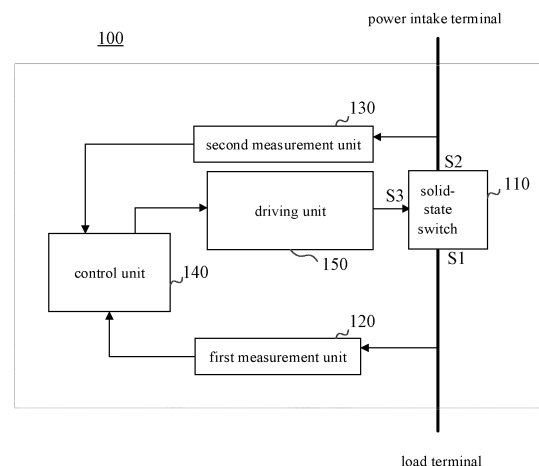 power intake terminal
100
130
second measurement unit
S2
110
S3
solid-
state
switch
driving unit
S1
150
control unit
140
120
first measurement unit
load terminal